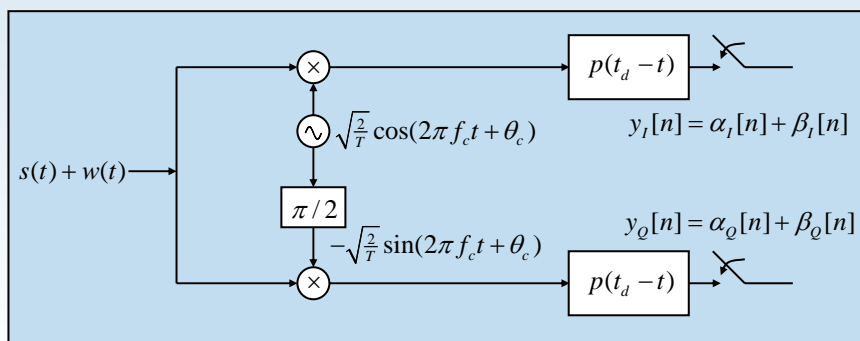 p(t_d − t)
√(2/T) cos(2πf_c t + θ_c)
y_I[n] = α_I[n] + β_I[n]
s(t) + w(t)
π / 2
y_Q[n] = α_Q[n] + β_Q[n]
−√(2/T) sin(2πf_c t + θ_c)
p(t_d − t)